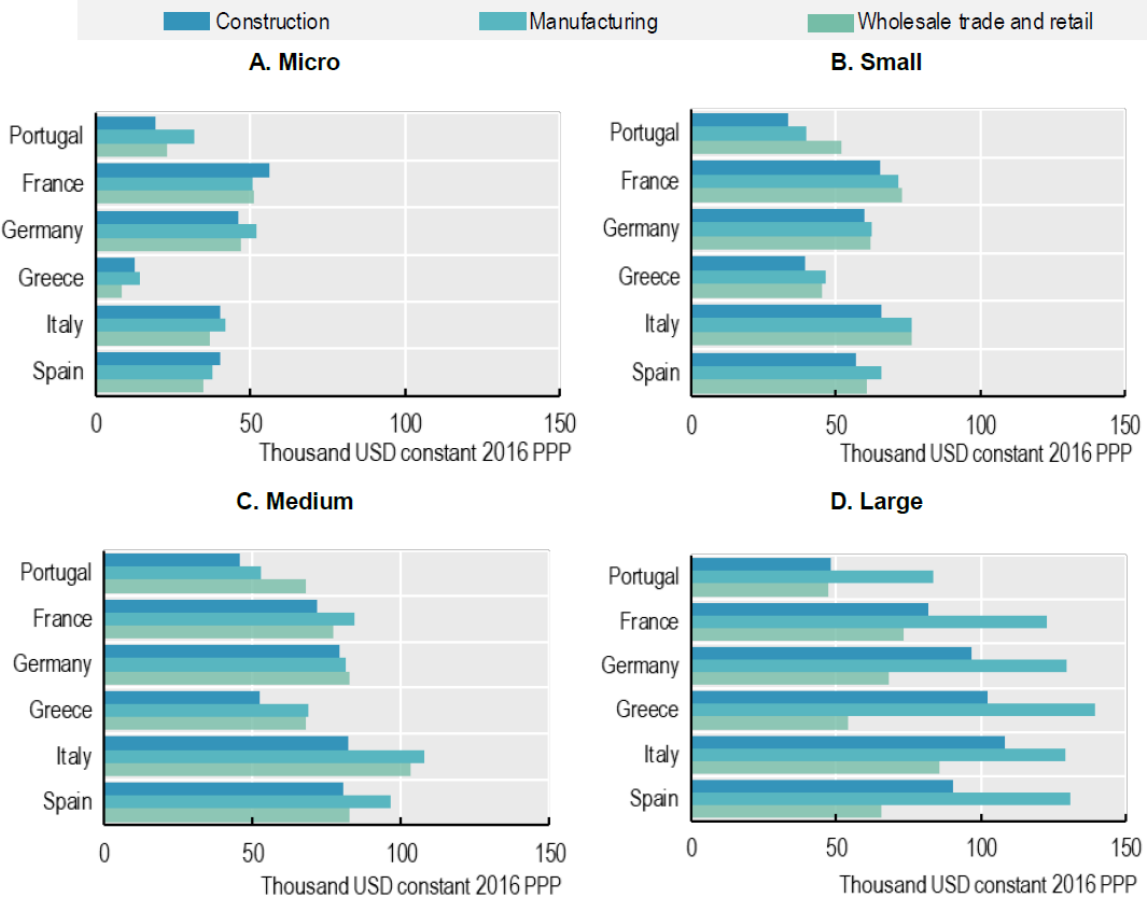 Construction Manufacturing Wholesale trade and retail
A. Micro
Portugal
France
Germany
Greece
Italy
Spain
0 50 100 150
Thousand USD constant 2016 PPP
B. Small
Portugal
France
Germany
Greece
Italy
Spain
0 50 100 150
Thousand USD constant 2016 PPP
C. Medium
Portugal
France
Germany
Greece
Italy
Spain
0 50 100 150
Thousand USD constant 2016 PPP
D. Large
Portugal
France
Germany
Greece
Italy
Spain
0 50 100 150
Thousand USD constant 2016 PPP